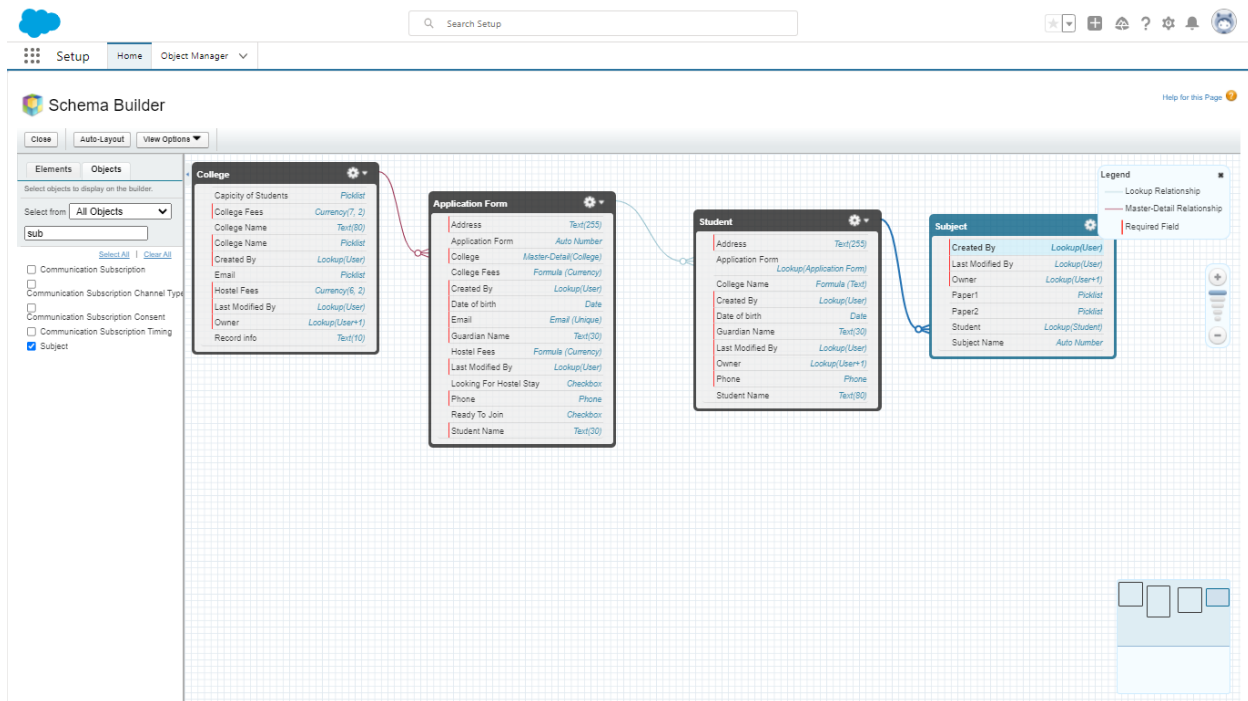 Search Setup
Setup
Home
Object Manager
Schema Builder
Help for this Page
Close
Auto-Layout
View Options
Elements
Objects
Select objects to display on the builder.
Select from All Objects
sub
Select All | Clear All
Communication Subscription
Communication Subscription Channel Type
Communication Subscription Consent
Communication Subscription Timing
Subject
College
Capicity of Students Picklist
College Fees Currency(7, 2)
College Name Text(80)
College Name Picklist
Created By Lookup(User)
Email Picklist
Hostel Fees Currency(6, 2)
Last Modified By Lookup(User)
Owner Lookup(User+1)
Record info Text(10)
Application Form
Address Text(255)
Application Form Auto Number
College Master-Detail(College)
College Fees Formula (Currency)
Created By Lookup(User)
Date of birth Date
Email Email (Unique)
Guardian Name Text(30)
Hostel Fees Formula (Currency)
Last Modified By Lookup(User)
Looking For Hostel Stay Checkbox
Phone Phone
Ready To Join Checkbox
Student Name Text(30)
Student
Address Text(255)
Application Form
Lookup(Application Form)
College Name Formula (Text)
Created By Lookup(User)
Date of birth Date
Guardian Name Text(30)
Last Modified By Lookup(User)
Owner Lookup(User+1)
Phone Phone
Student Name Text(80)
Subject
Created By Lookup(User)
Last Modified By Lookup(User)
Owner Lookup(User+1)
Paper1 Picklist
Paper2 Picklist
Student Lookup(Student)
Subject Name Auto Number
Legend
Lookup Relationship
Master-Detail Relationship
Required Field